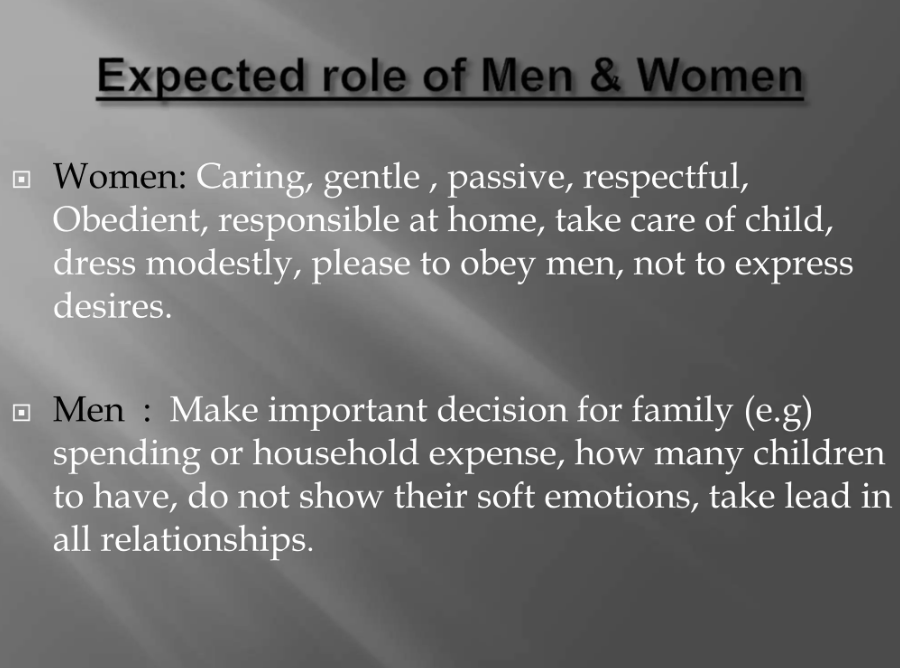 Expected role of Men & Women
Women: Caring, gentle , passive, respectful,
Obedient, responsible at home, take care of child,
dress modestly, please to obey men, not to express
desires.
Men : Make important decision for family (e.g)
spending or household expense, how many children
to have, do not show their soft emotions, take lead in
all relationships.